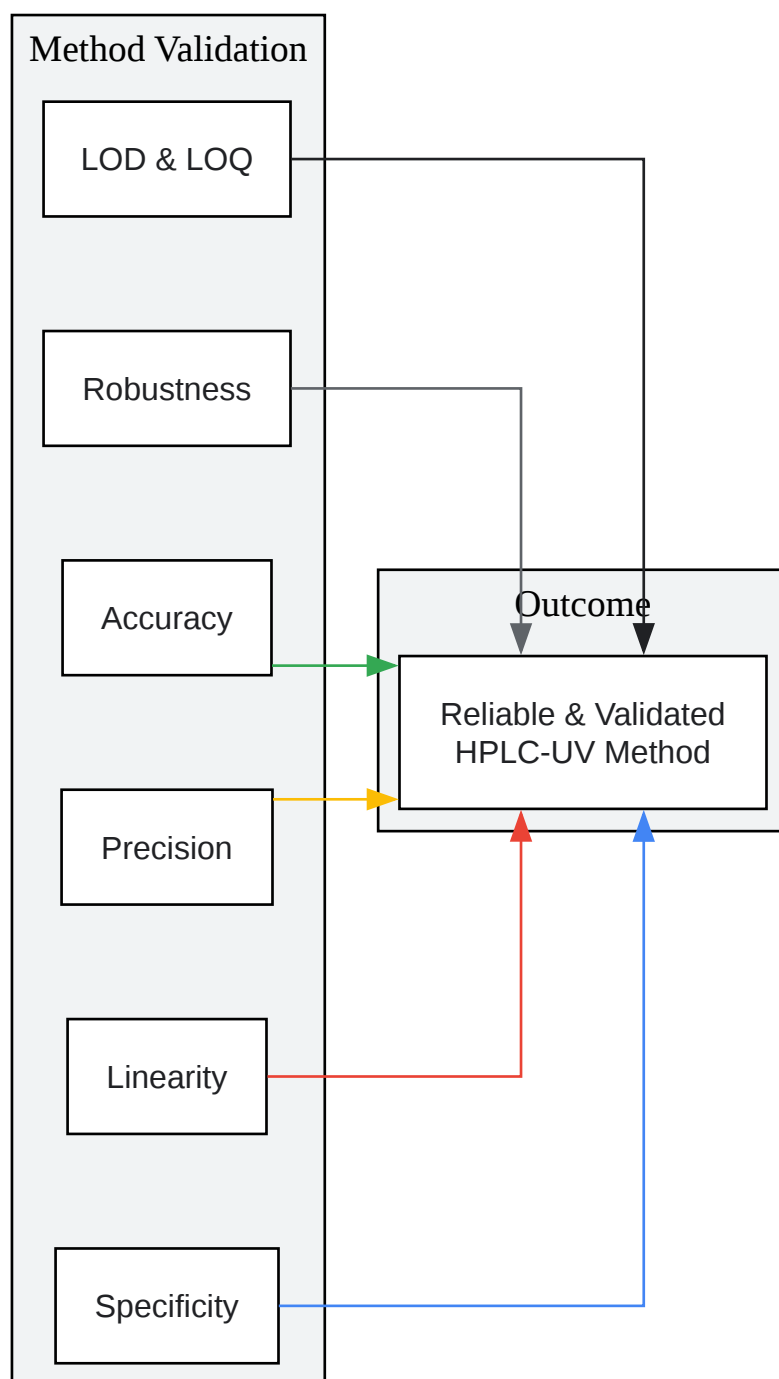 Method Validation
LOD & LOQ
Robustness
Accuracy
Precision
Linearity
Specificity
Outcome
Reliable & Validated
HPLC-UV Method